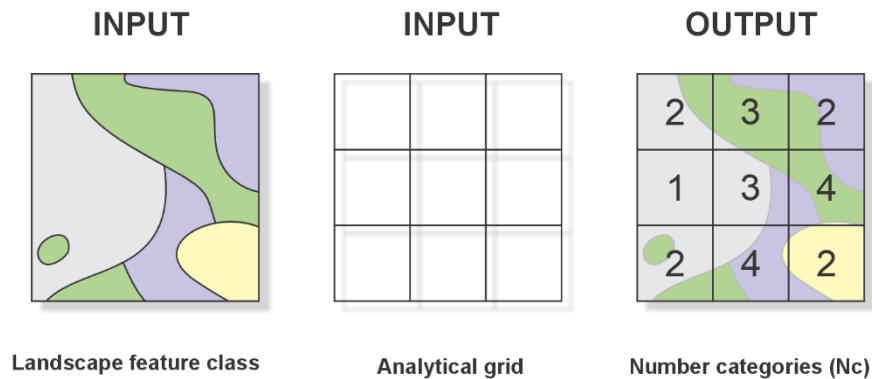 INPUT INPUT OUTPUT
2 3 2
1 3 4
2 4 2
Landscape feature class Analytical grid Number categories (Nc)